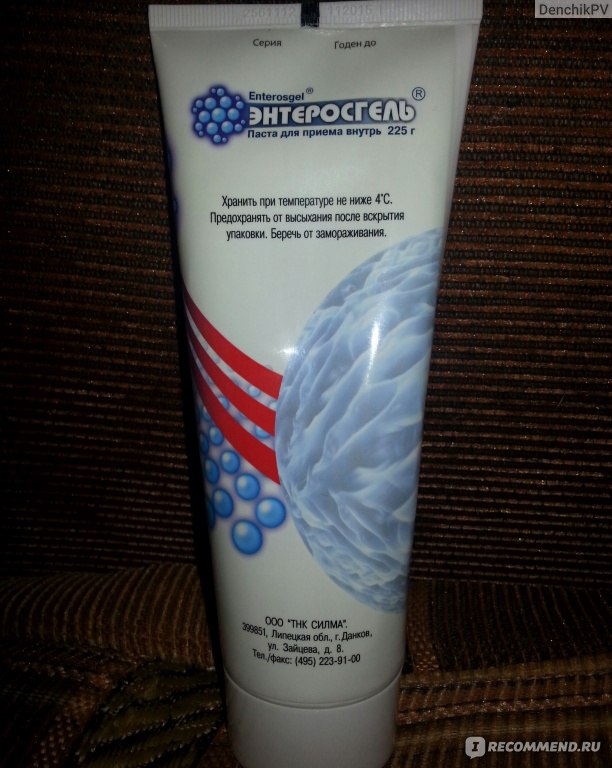 DenchikPV
2015
Серия Годен до
Enterosgel®
ЭНТЕРОСГЕЛЬ®
Паста для приема внутрь 225 г
Хранить при температуре не ниже 4°С.
Предохранять от высыхания после вскрытия
упаковки. Беречь от замораживания.
ООО "ТНК СИЛМА".
399851, Липецкая обл., г.Данков,
ул. Зайцева, д. 8.
Тел./факс: (495) 223-91-00
IRECOMMEND.RU